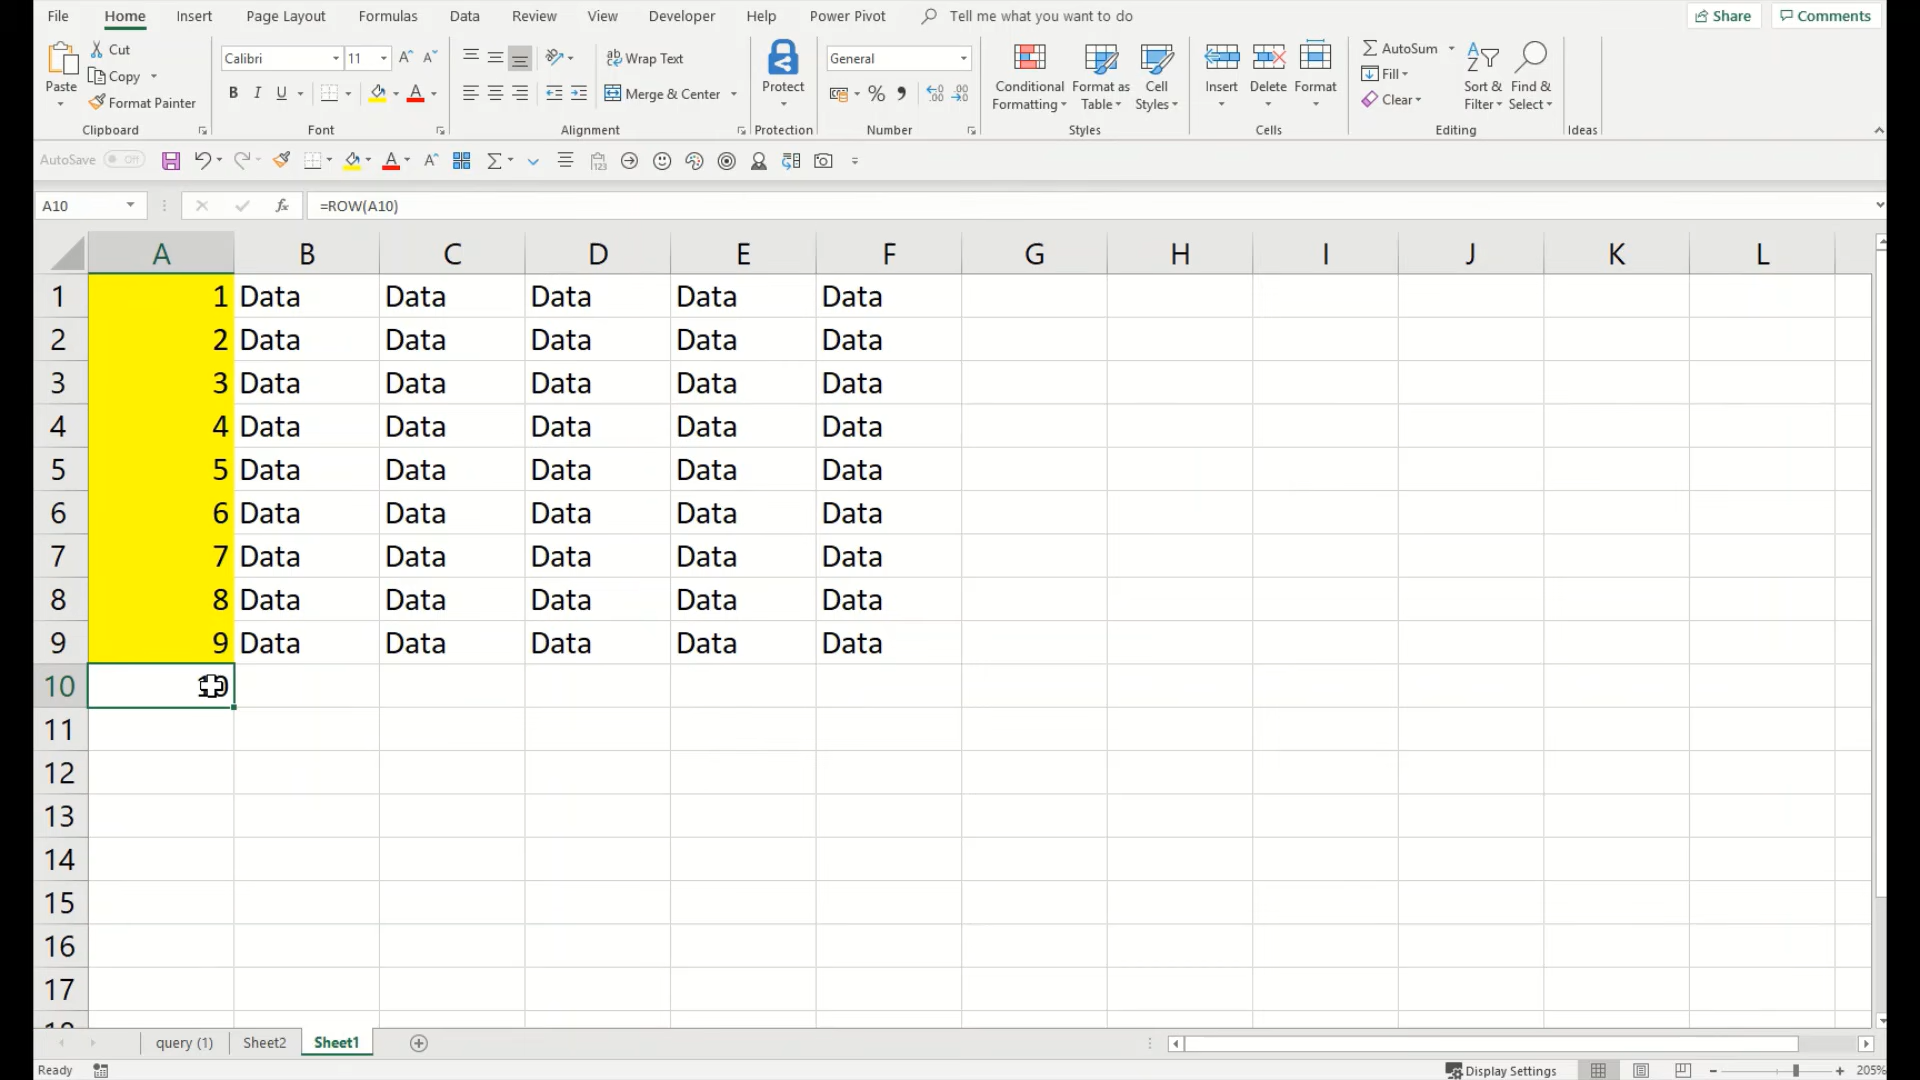 File Home Insert Page Layout Formulas Data Review View Developer Help Power Pivot Tell me what you want to do Share Comments
Paste
Cut
Copy
Format Painter
Clipboard
Calibri 11 A A
B I U A
Font
ab Wrap Text
Merge & Center
Alignment
Protect
Protection
General
% 9 .00
Number
Conditional Formatting
Format as Table
Cell Styles
Styles
Insert Delete Format
Cells
AutoSum
Fill
Clear
Sort & Filter
Find & Select
Editing
Ideas
AutoSave Off
A10 fx =ROW(A10)
A B C D E F G H I J K L
1 1 Data Data Data Data Data
2 2 Data Data Data Data Data
3 3 Data Data Data Data Data
4 4 Data Data Data Data Data
5 5 Data Data Data Data Data
6 6 Data Data Data Data Data
7 7 Data Data Data Data Data
8 8 Data Data Data Data Data
9 9 Data Data Data Data Data
10 10
11
12
13
14
15
16
17
query (1) Sheet2 Sheet1
Ready Display Settings 205%